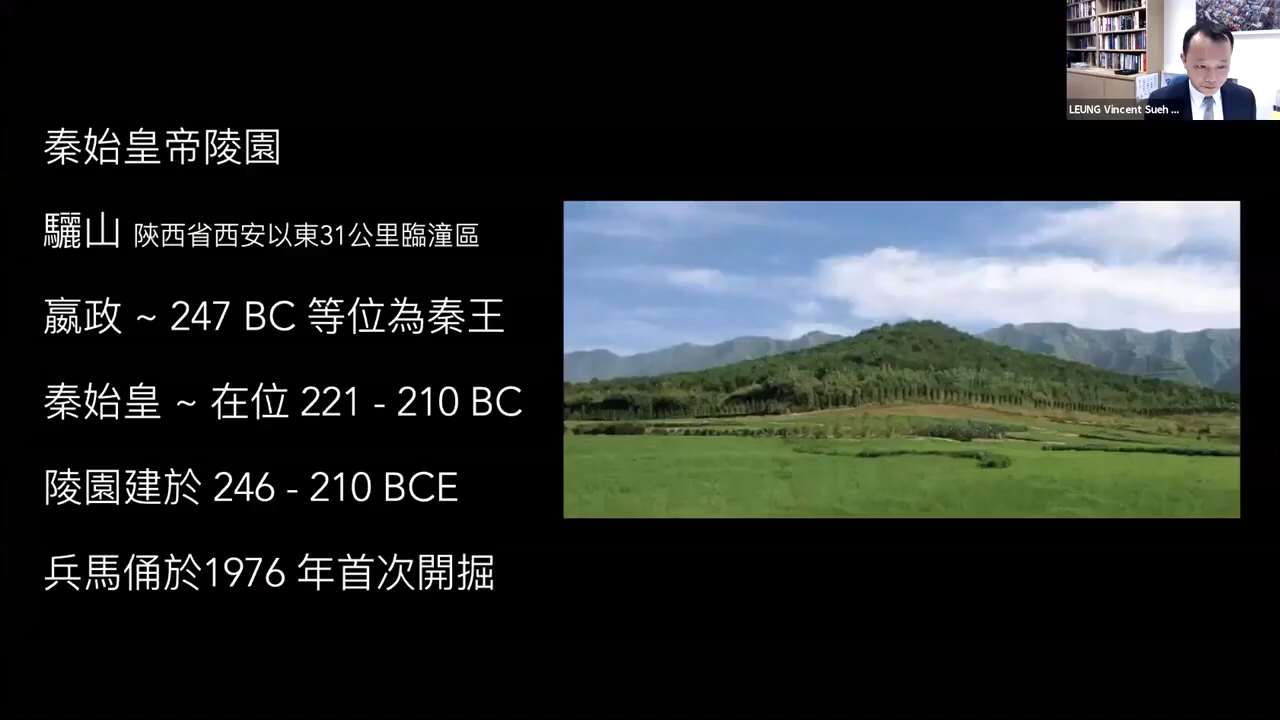 秦始皇帝陵園
驪山 陝西省西安以東31公里臨潼區
嬴政 ~ 247 BC 等位為秦王
秦始皇 ~ 在位 221 - 210 BC
陵園建於 246 - 210 BCE
兵馬俑於1976 年首次開掘
LEUNG Vincent Sueh ...